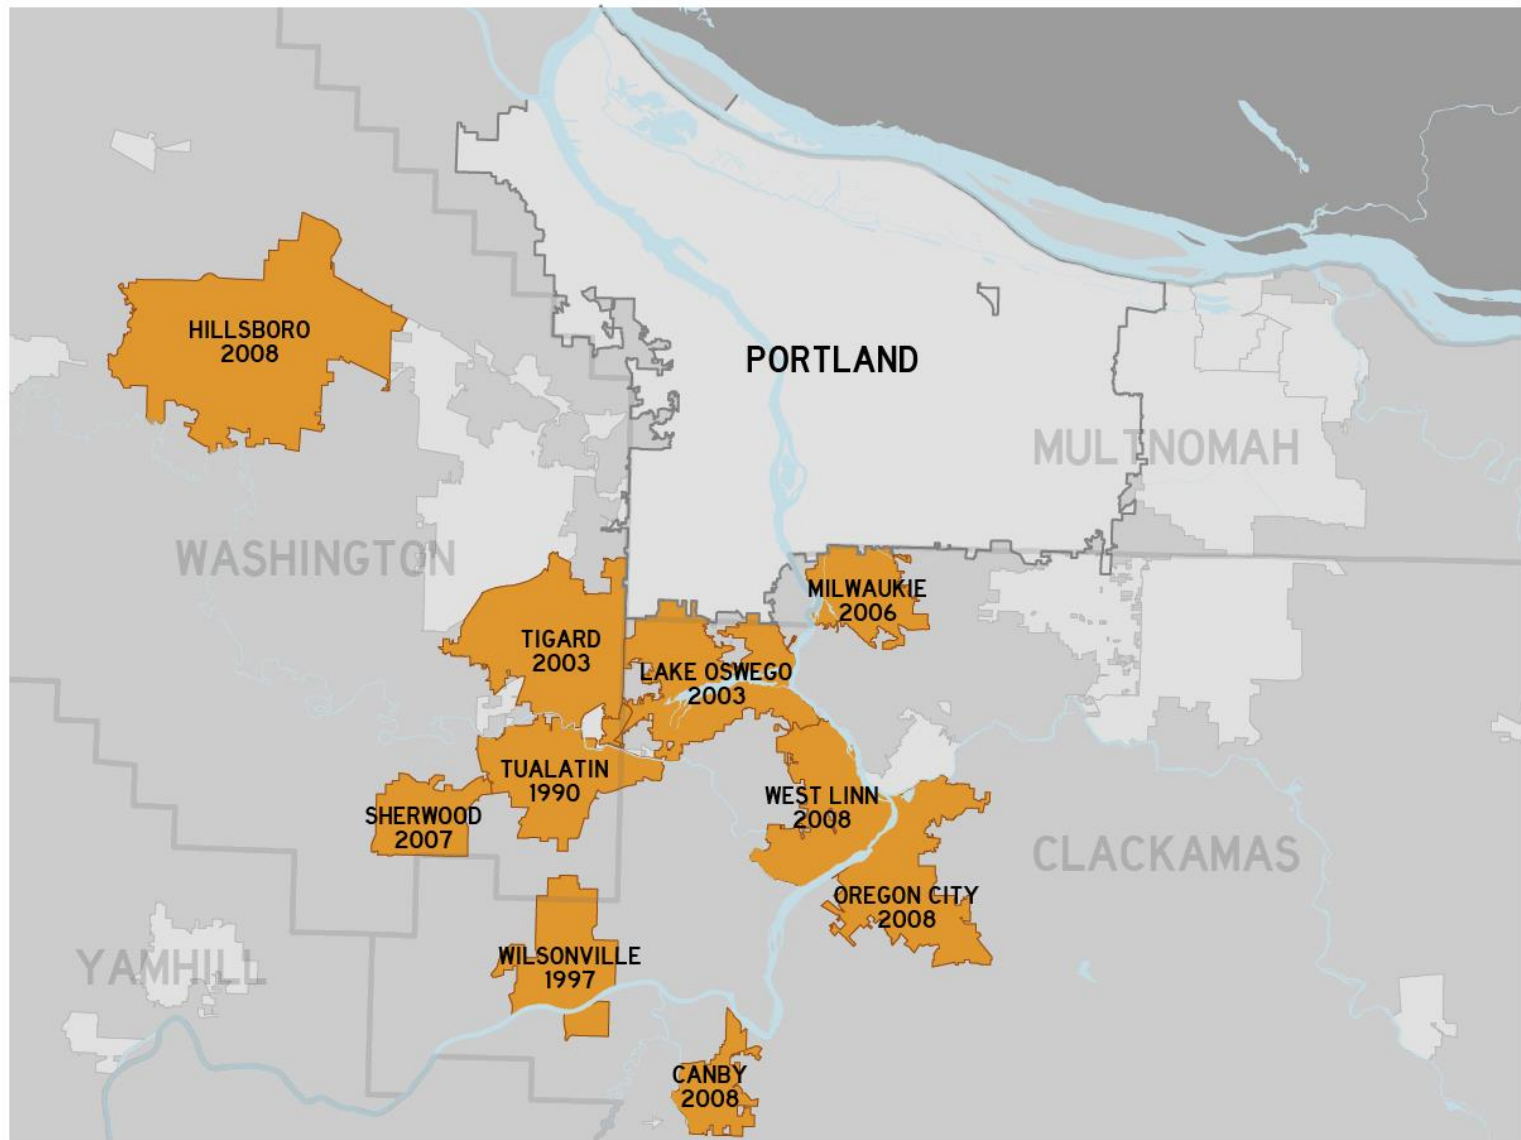 HILLSBORO
2008
PORTLAND
MULTNOMAH
WASHINGTON
MILWAUKIE
2006
TIGARD
2003
LAKE OSWEGO
2003
TUALATIN
1990
SHERWOOD
2007
WEST LINN
2008
CLACKAMAS
OREGON CITY
2008
YAMHILL
WILSONVILLE
1997
CANBY
2008